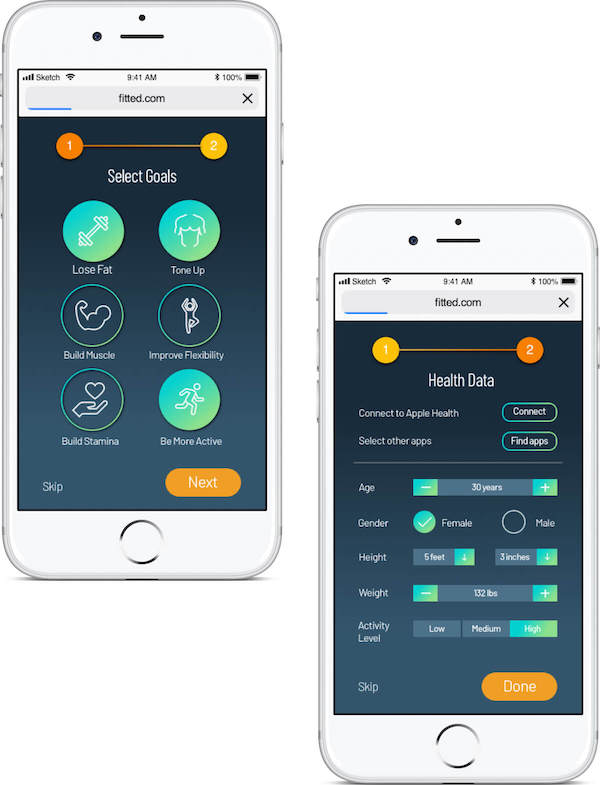 Sketch 9:41 AM 100%
fitted.com
1 2
Select Goals
Lose Fat Tone Up
Build Muscle Improve Flexibility
Build Stamina Be More Active
Skip Next
Sketch 9:41 AM 100%
fitted.com
1 2
Health Data
Connect to Apple Health Connect
Select other apps Find apps
Age 30 years
Gender Female Male
Height 5 feet 3 inches
Weight 132 lbs
Activity
Level Low Medium High
Skip Done